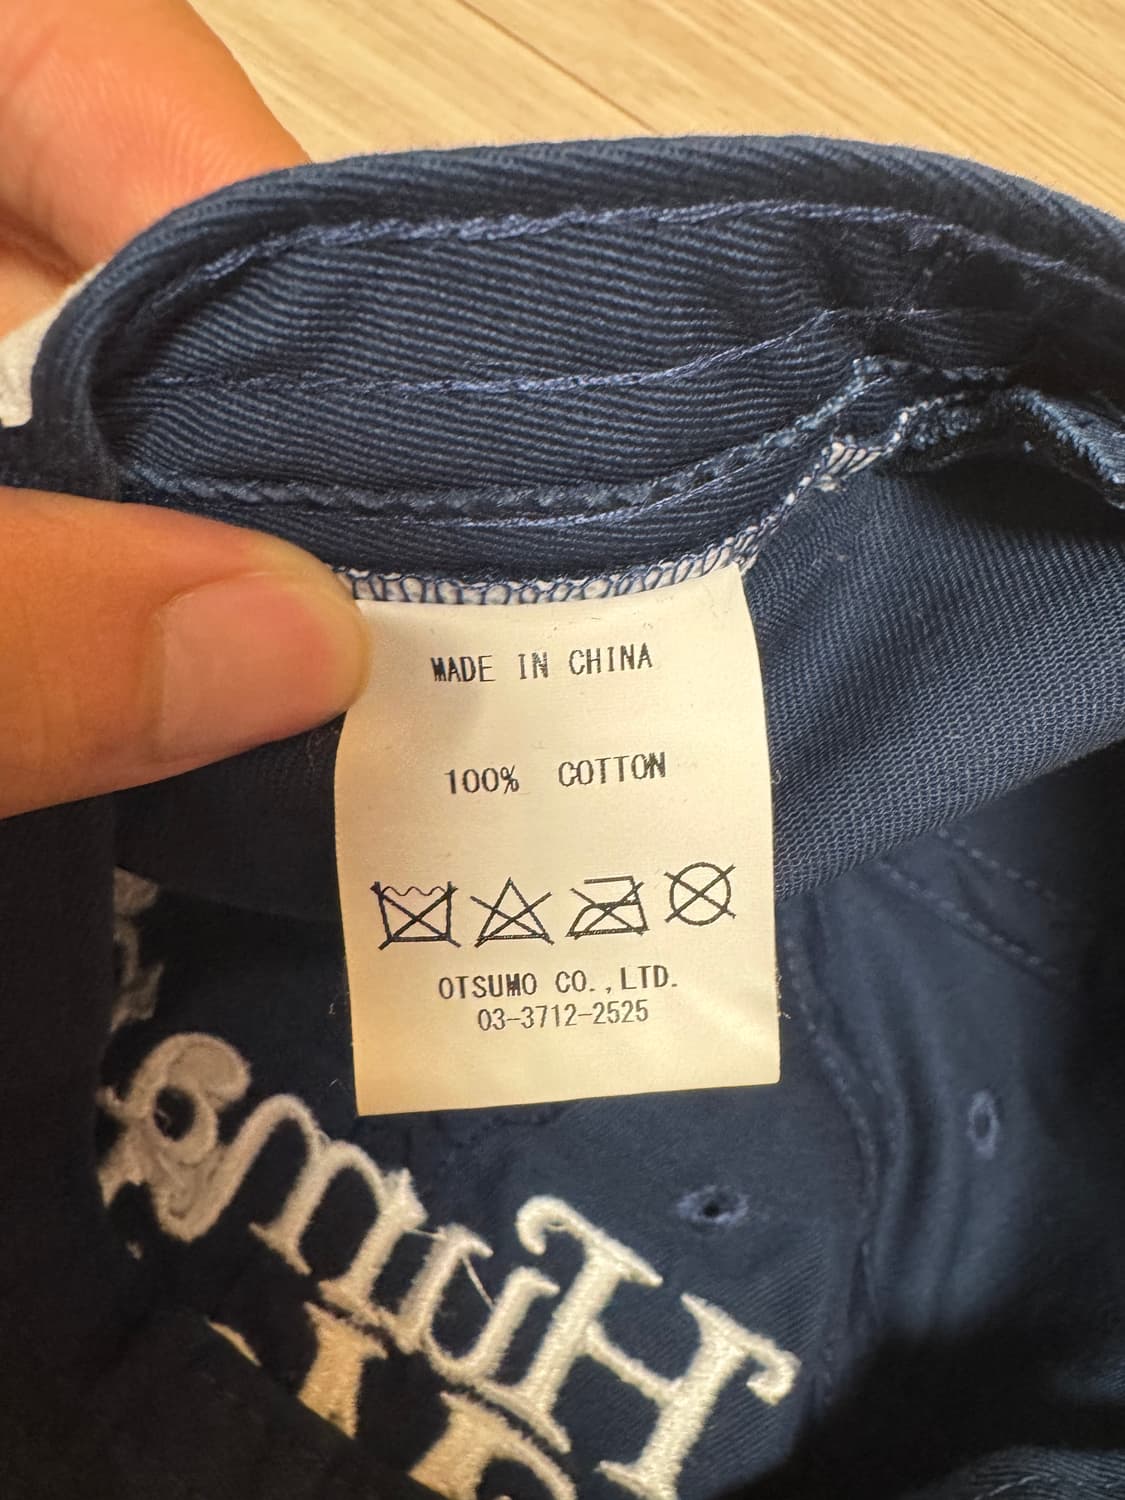 MADE IN CHINA
100% COTTON
OTSUMO CO.,LTD.
03-3712-2525